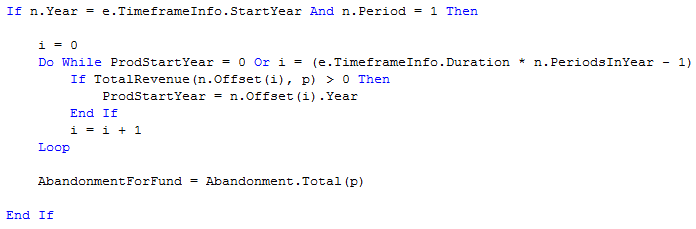 If n.Year = e.TimeframeInfo.StartYear And n.Period = 1 Then
i = 0
Do While ProdStartYear = 0 Or i = (e.TimeframeInfo.Duration * n.PeriodsInYear - 1)
If TotalRevenue(n.Offset(i), p) > 0 Then
ProdStartYear = n.Offset(i).Year
End If
i = i + 1
Loop
AbandonmentForFund = Abandonment.Total(p)
End If